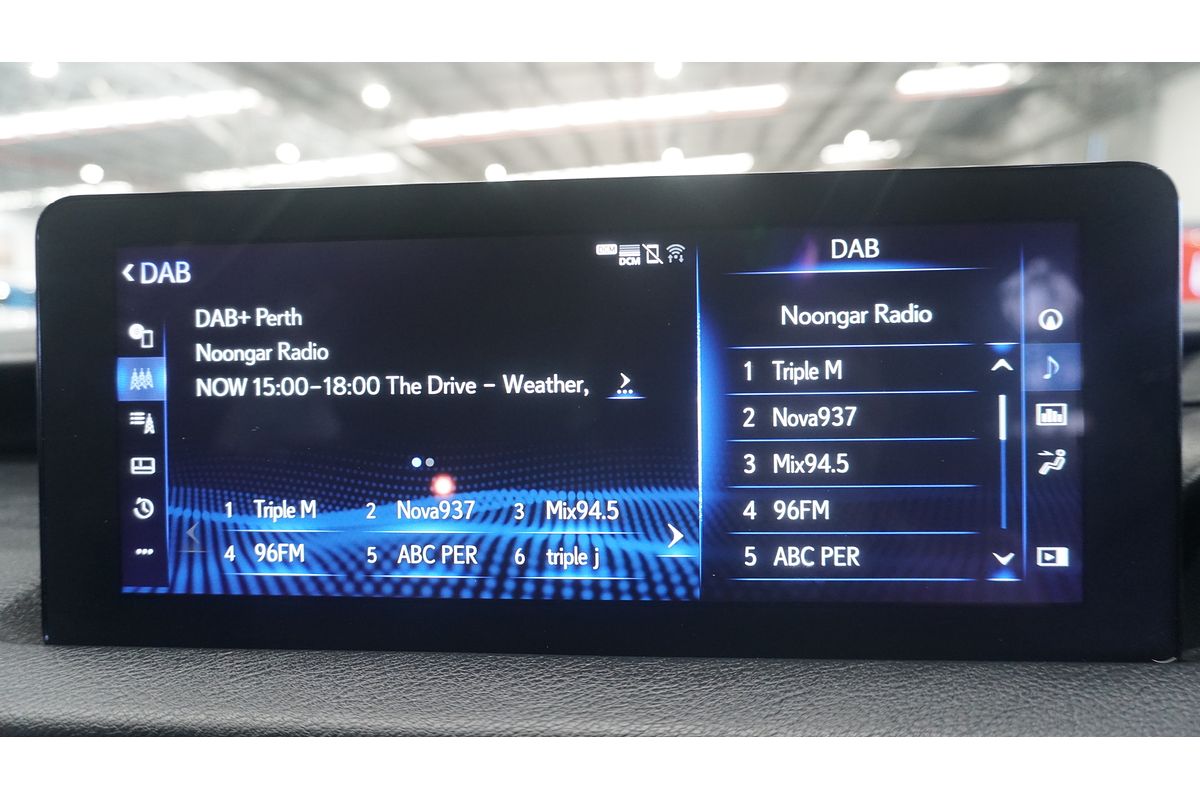 DCM DCM
DAB
DAB+ Perth
Noongar Radio
NOW 15:00-18:00 The Drive - Weather,
1 Triple M 2 Nova937 3 Mix94.5
4 96FM 5 ABC PER 6 triple j
DAB
Noongar Radio
1 Triple M
2 Nova937
3 Mix94.5
4 96FM
5 ABC PER